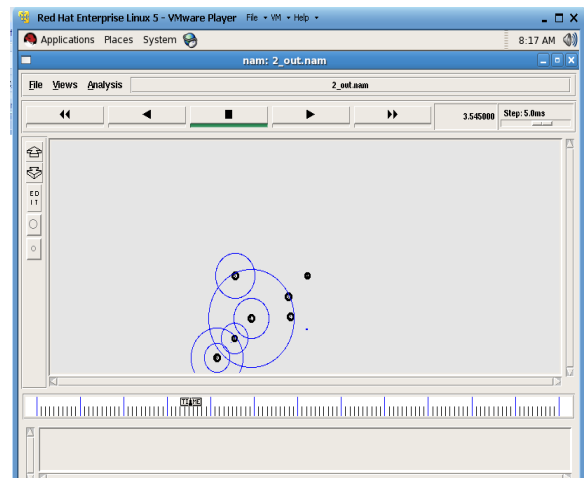 Red Hat Enterprise Linux 5 - VMware Player File VM Help
Applications Places System 8:17 AM
nam: 2_out.nam
File Views Analysis 2_out.nam
3.545000 Step: 5.0ms
ED
IT
TIME